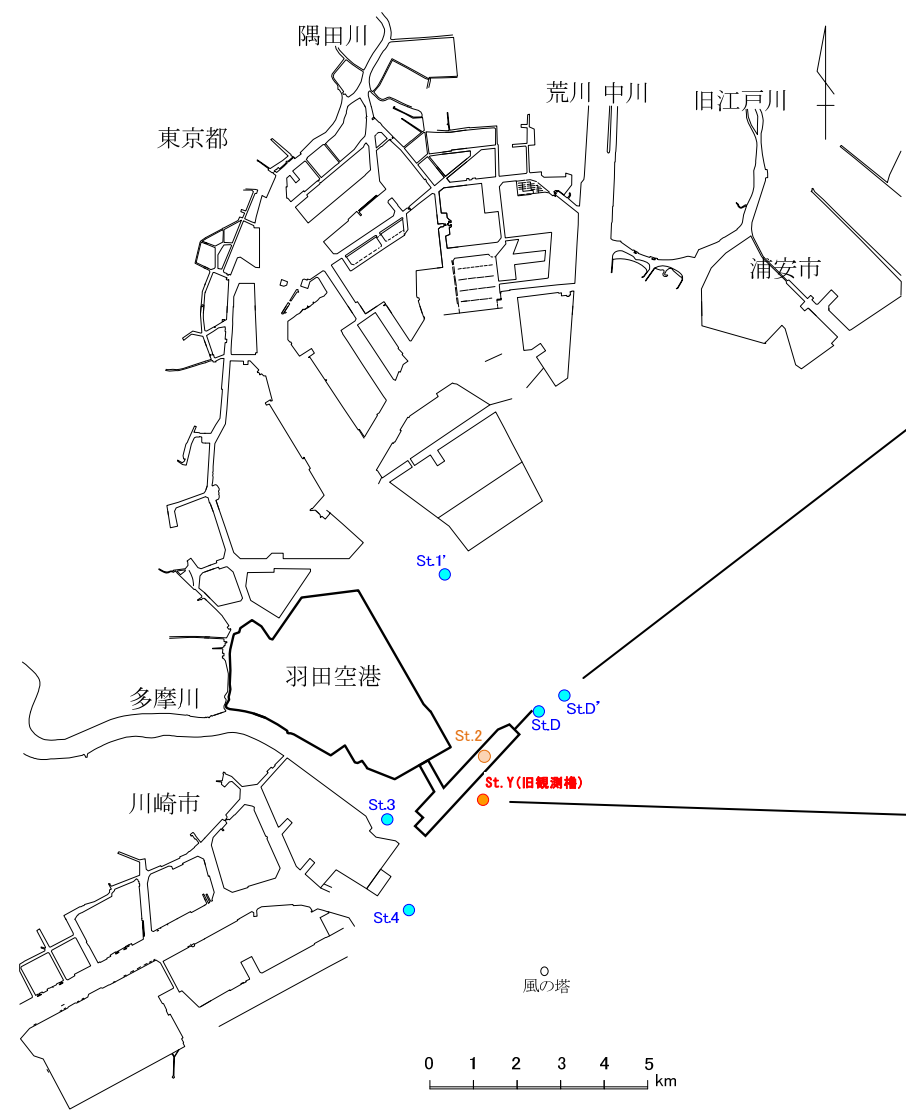 隅田川
荒川 中川
旧江戸川
東京都
浦安市
St.1'
羽田空港
多摩川
St.D'
St.D
St.2
St.Y(旧観測櫓)
川崎市
St.3
St.4
風の塔
0 1 2 3 4 5
km